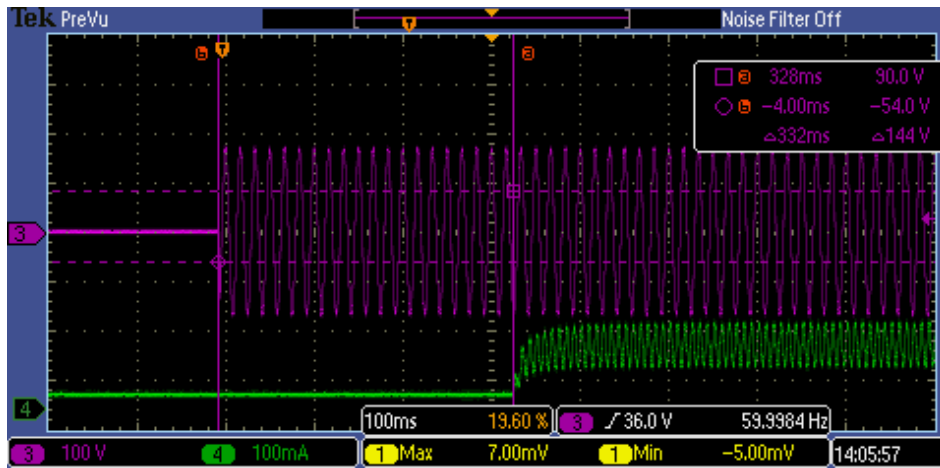 Tek PreVu Noise Filter Off
b T a
a 328ms 90.0 V
b −4.00ms −54.0 V
△332ms △144 V
3
4
100ms 19.60 % 3 36.0 V 59.9984 Hz
3 100 V 4 100mA 1 Max 7.00mV 1 Min −5.00mV 14:05:57